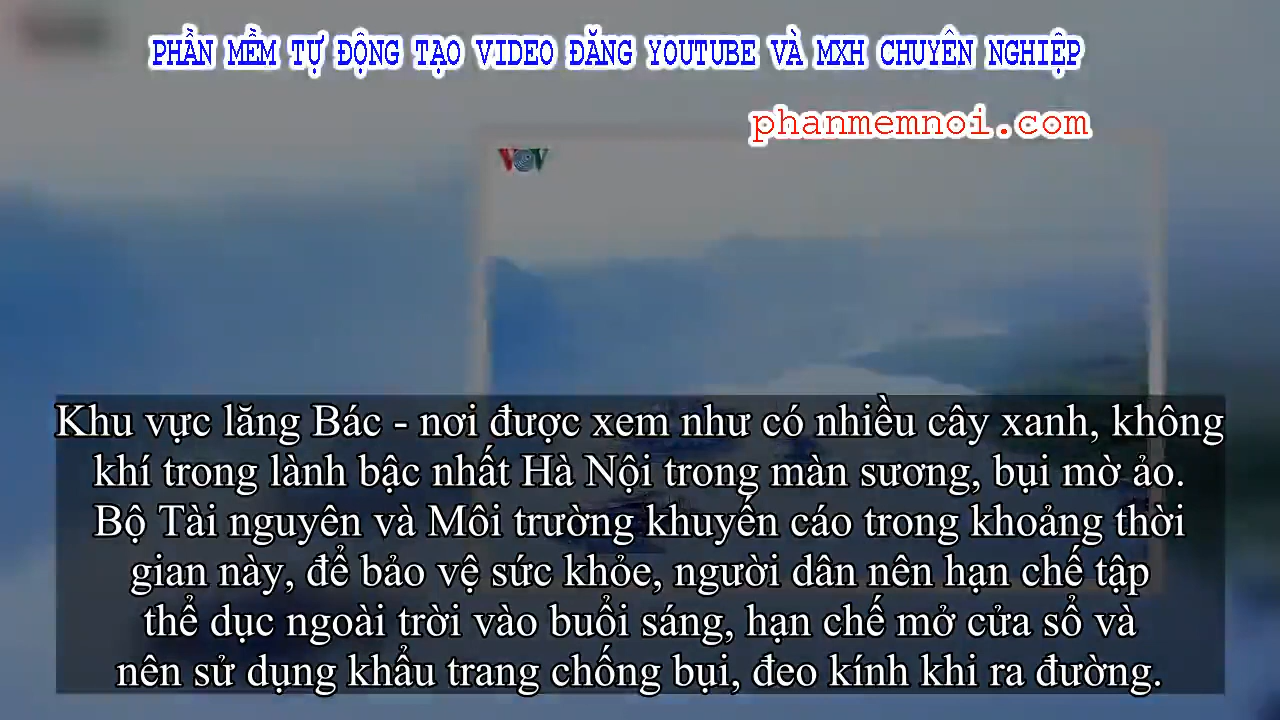 PHẦN MỀM TỰ ĐỘNG TẠO VIDEO ĐĂNG YOUTUBE VÀ MXH CHUYÊN NGHIỆP
phanmemnoi.com
VOV
Khu vực lăng Bác - nơi được xem như có nhiều cây xanh, không
khí trong lành bậc nhất Hà Nội trong màn sương, bụi mờ ảo.
Bộ Tài nguyên và Môi trường khuyến cáo trong khoảng thời
gian này, để bảo vệ sức khỏe, người dân nên hạn chế tập
thể dục ngoài trời vào buổi sáng, hạn chế mở cửa sổ và
nên sử dụng khẩu trang chống bụi, đeo kính khi ra đường.